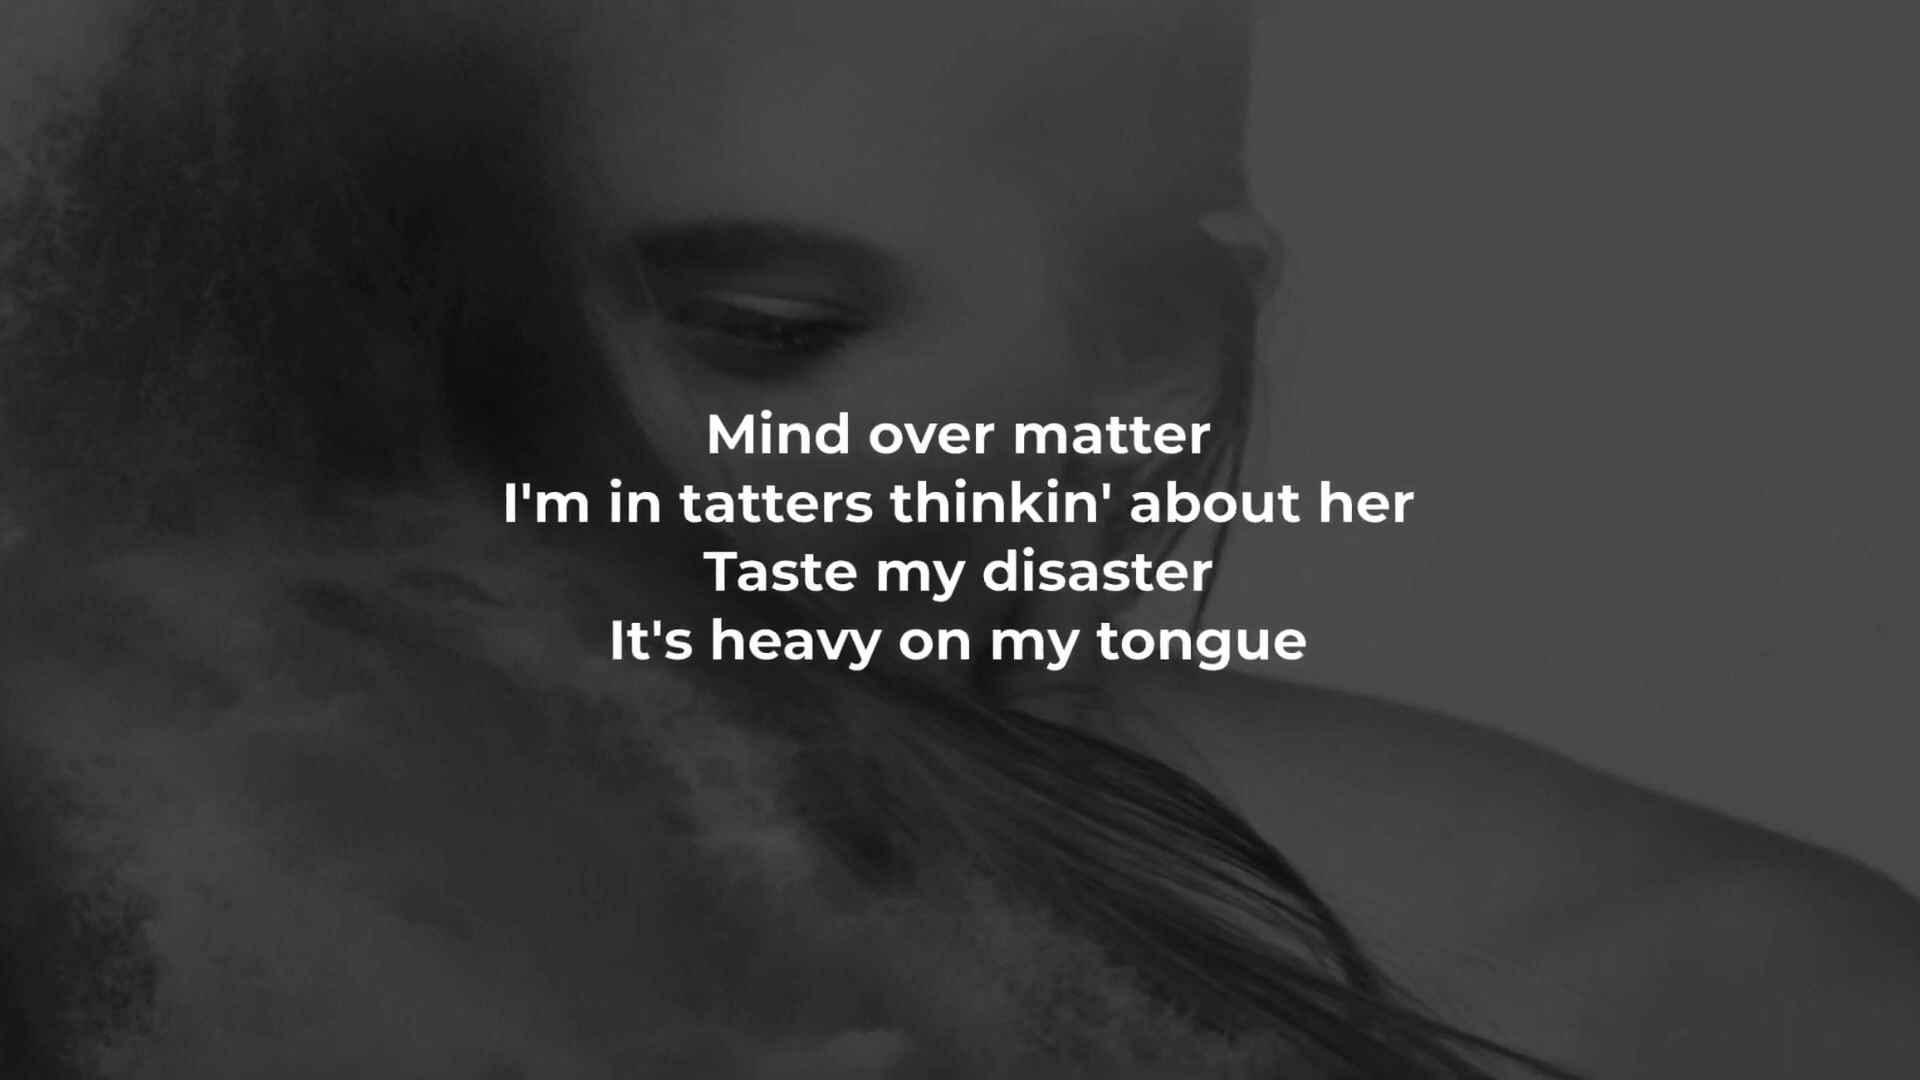 Mind over matter
I'm in tatters thinkin' about her
Taste my disaster
It's heavy on my tongue